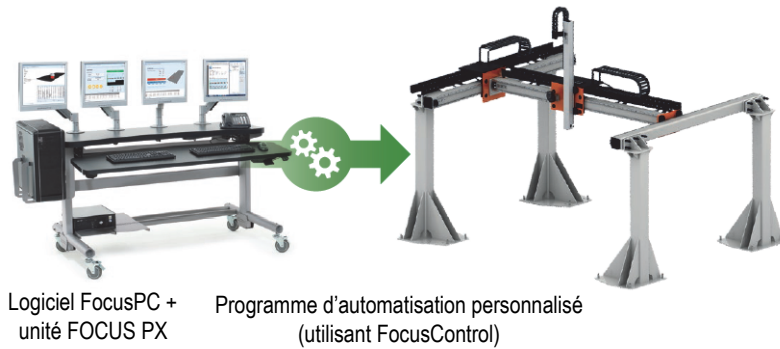 Logiciel FocusPC +
unité FOCUS PX
Programme d’automatisation personnalisé
(utilisant FocusControl)